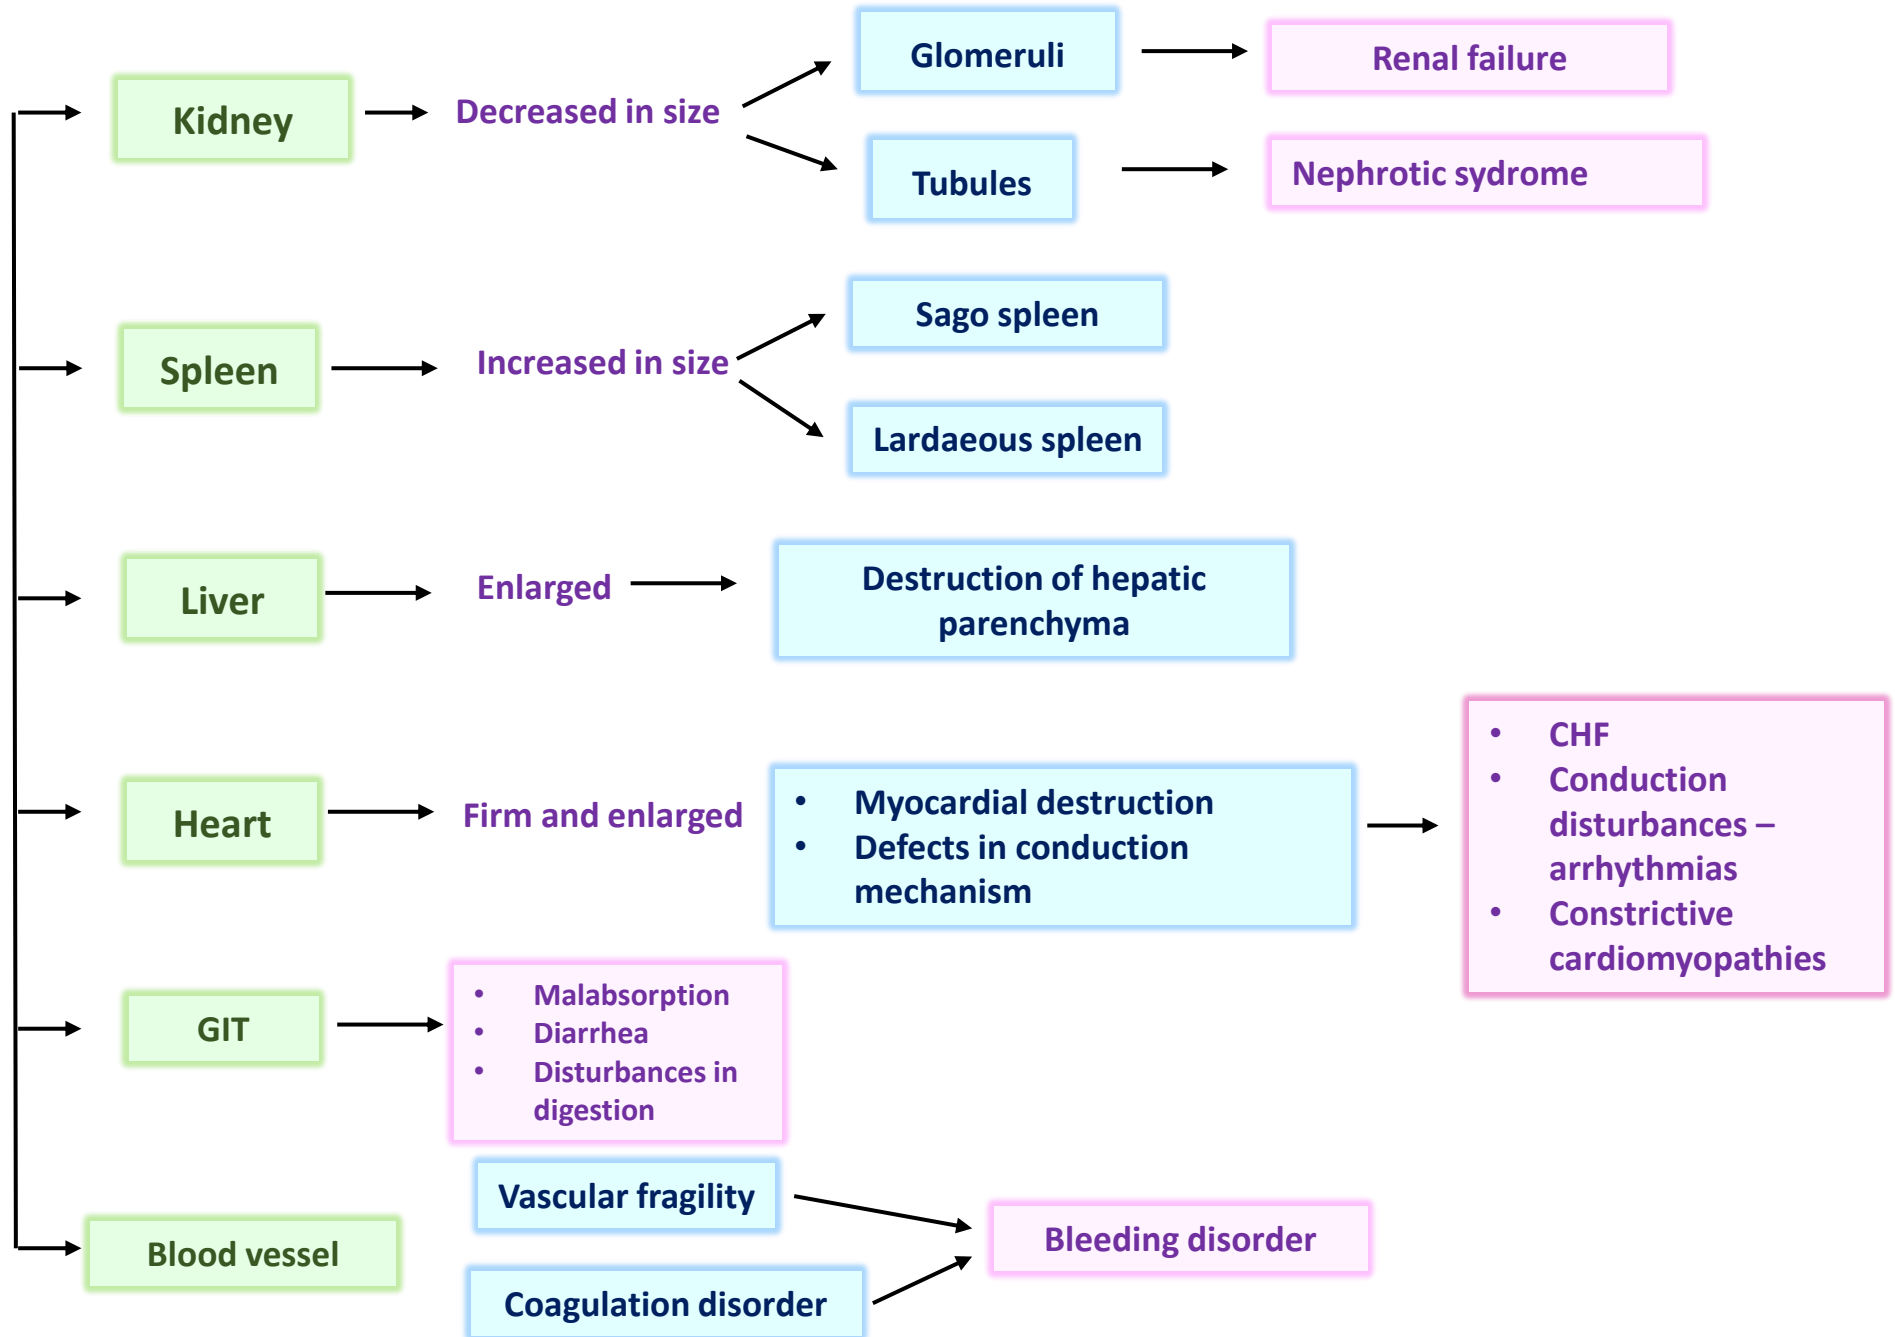 Kidney
Decreased in size
Glomeruli
Renal failure
Tubules
Nephrotic sydrome
Spleen
Increased in size
Sago spleen
Lardaeous spleen
Liver
Enlarged
Destruction of hepatic
parenchyma
Heart
Firm and enlarged
• Myocardial destruction
• Defects in conduction
mechanism
• CHF
• Conduction
disturbances –
arrhythmias
• Constrictive
cardiomyopathies
GIT
• Malabsorption
• Diarrhea
• Disturbances in
digestion
Blood vessel
Vascular fragility
Coagulation disorder
Bleeding disorder